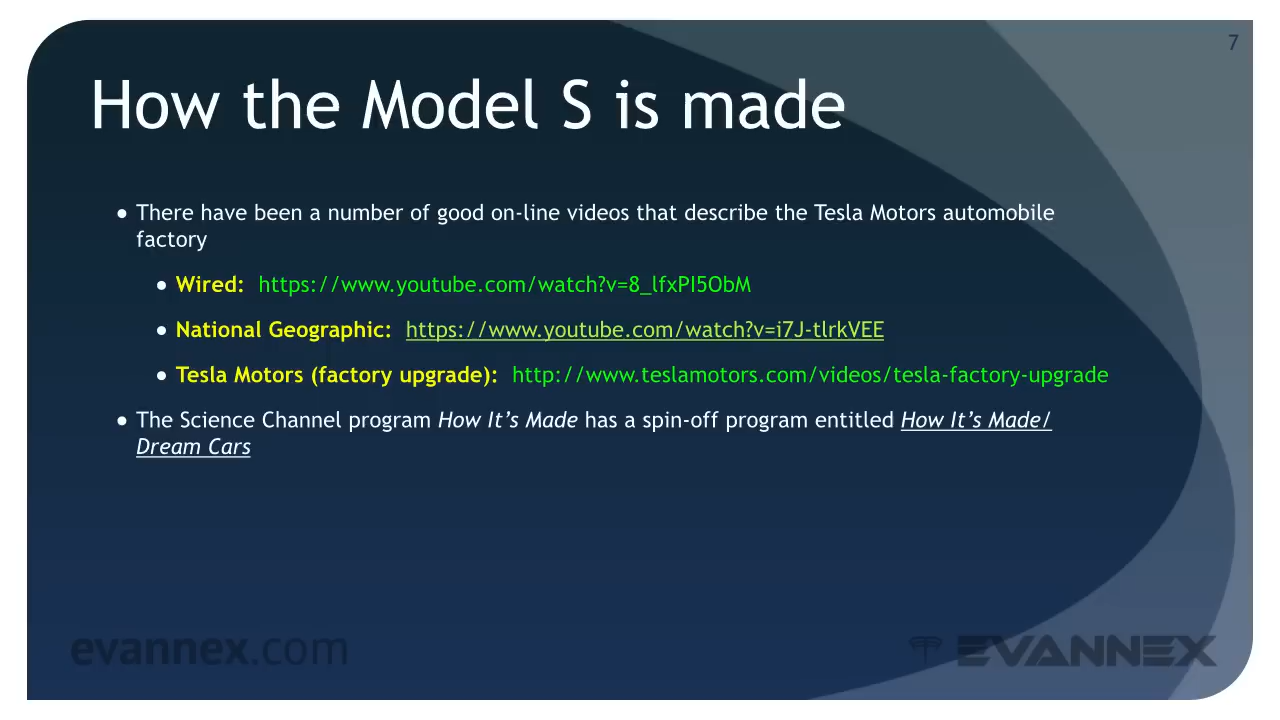 7
How the Model S is made
• There have been a number of good on-line videos that describe the Tesla Motors automobile
factory
• Wired: https://www.youtube.com/watch?v=8_lfxPI5ObM
• National Geographic: https://www.youtube.com/watch?v=i7J-tlrkVEE
• Tesla Motors (factory upgrade): http://www.teslamotors.com/videos/tesla-factory-upgrade
• The Science Channel program How It’s Made has a spin-off program entitled How It’s Made/
Dream Cars
evannex.com
EVANNEX